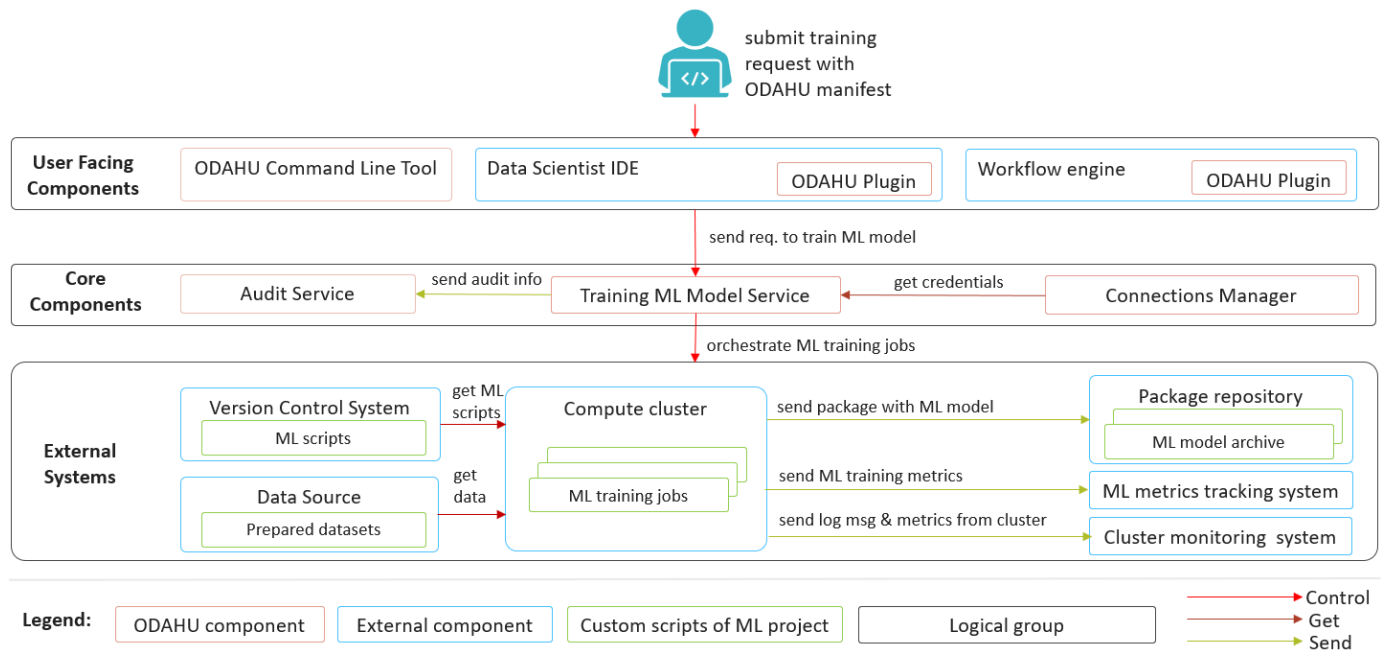 submit training
request with
ODAHU manifest
User Facing
Components
ODAHU Command Line Tool
Data Scientist IDE
ODAHU Plugin
Workflow engine
ODAHU Plugin
send req. to train ML model
Core
Components
Audit Service
send audit info
Training ML Model Service
get credentials
Connections Manager
orchestrate ML training jobs
External
Systems
Version Control System
ML scripts
get ML
scripts
Data Source
Prepared datasets
get
data
Compute cluster
ML training jobs
send package with ML model
send ML training metrics
send log msg & metrics from cluster
Package repository
ML model archive
ML metrics tracking system
Cluster monitoring system
Legend:
ODAHU component
External component
Custom scripts of ML project
Logical group
Control
Get
Send